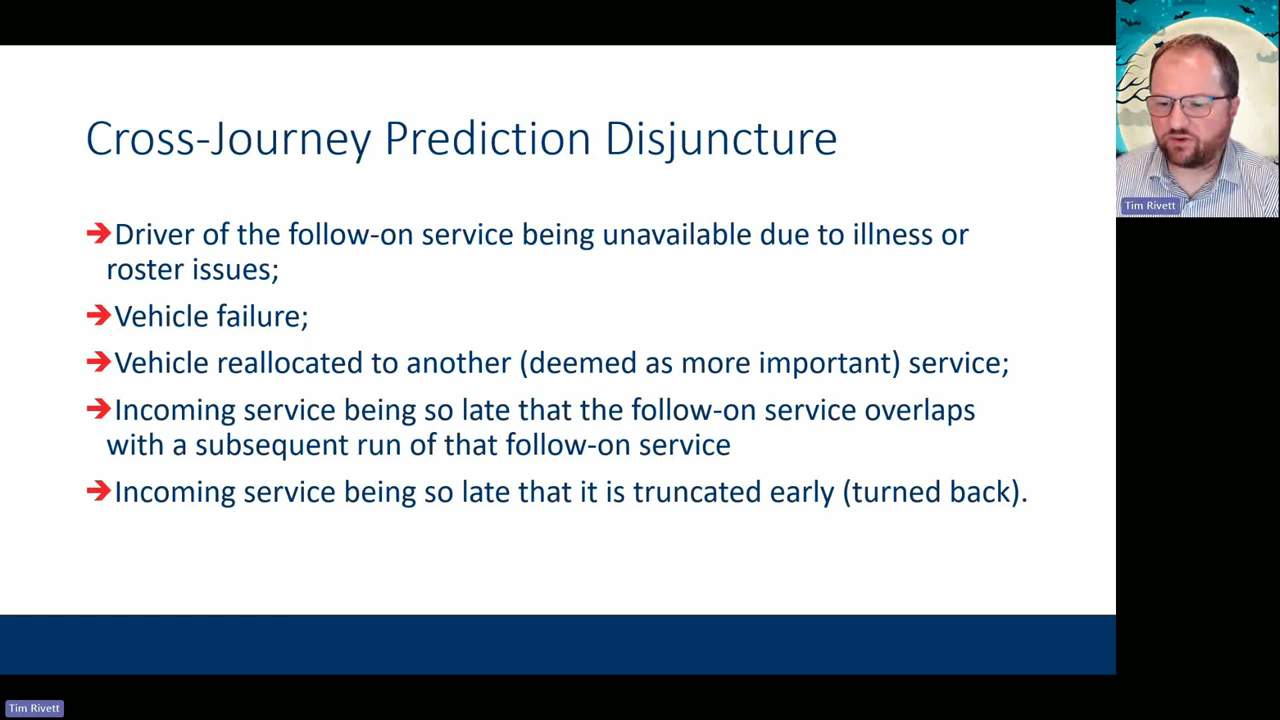 Cross-Journey Prediction Disjuncture
➔Driver of the follow-on service being unavailable due to illness or
roster issues;
➔Vehicle failure;
➔Vehicle reallocated to another (deemed as more important) service;
➔Incoming service being so late that the follow-on service overlaps
with a subsequent run of that follow-on service
➔Incoming service being so late that it is truncated early (turned back).
Tim Rivett
Tim Rivett